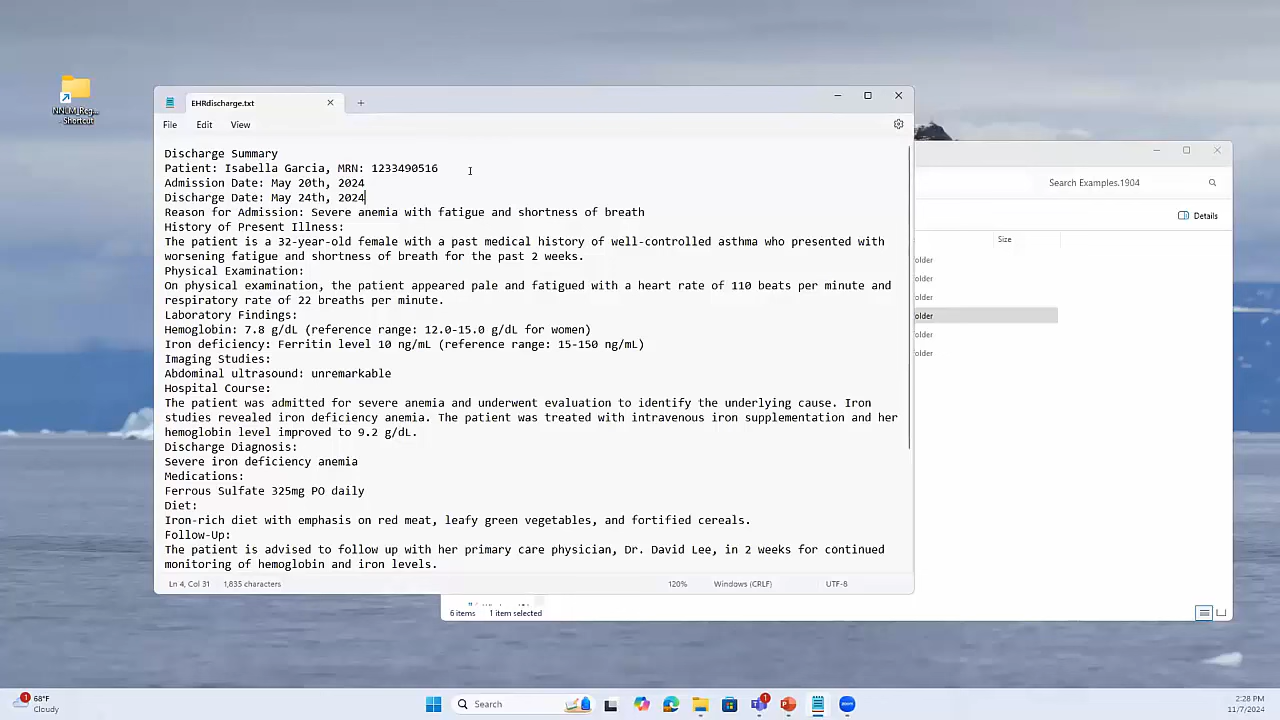 NNLM Reg...
- Shortcut
EHRdischarge.txt
File Edit View
Discharge Summary
Patient: Isabella Garcia, MRN: 1233490516
Admission Date: May 20th, 2024
Discharge Date: May 24th, 2024
Reason for Admission: Severe anemia with fatigue and shortness of breath
History of Present Illness:
The patient is a 32-year-old female with a past medical history of well-controlled asthma who presented with
worsening fatigue and shortness of breath for the past 2 weeks.
Physical Examination:
On physical examination, the patient appeared pale and fatigued with a heart rate of 110 beats per minute and
respiratory rate of 22 breaths per minute.
Laboratory Findings:
Hemoglobin: 7.8 g/dL (reference range: 12.0-15.0 g/dL for women)
Iron deficiency: Ferritin level 10 ng/mL (reference range: 15-150 ng/mL)
Imaging Studies:
Abdominal ultrasound: unremarkable
Hospital Course:
The patient was admitted for severe anemia and underwent evaluation to identify the underlying cause. Iron
studies revealed iron deficiency anemia. The patient was treated with intravenous iron supplementation and her
hemoglobin level improved to 9.2 g/dL.
Discharge Diagnosis:
Severe iron deficiency anemia
Medications:
Ferrous Sulfate 325mg PO daily
Diet:
Iron-rich diet with emphasis on red meat, leafy green vegetables, and fortified cereals.
Follow-Up:
The patient is advised to follow up with her primary care physician, Dr. David Lee, in 2 weeks for continued
monitoring of hemoglobin and iron levels.
Ln 4, Col 31 1,835 characters 120% Windows (CRLF) UTF-8
Search Examples.1904
Details
Size
older
older
older
older
older
older
6 items 1 item selected
1
68°F
Cloudy
Search
1
zoom
2:28 PM
11/7/2024